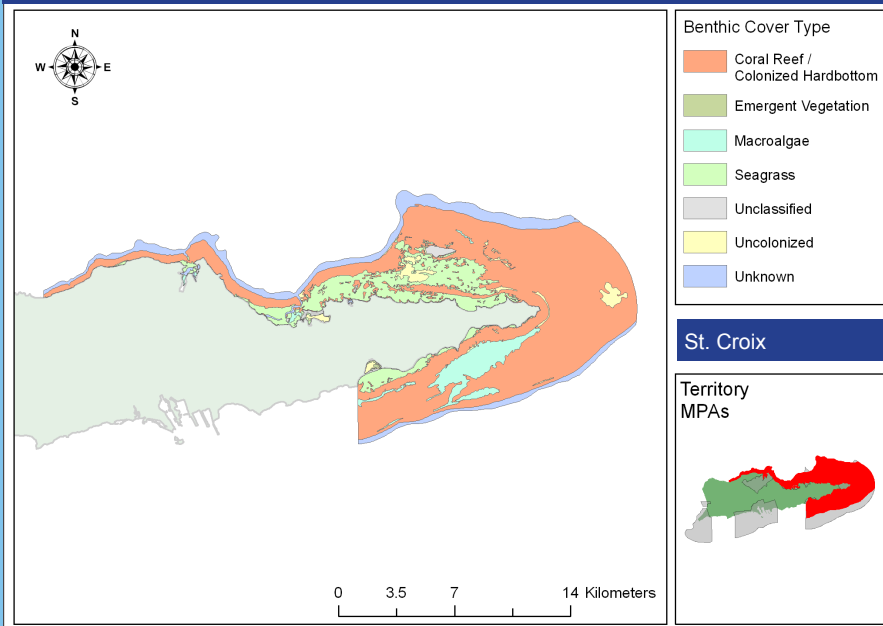 N
W E
S
0 3.5 7 14 Kilometers
Benthic Cover Type
Coral Reef /
Colonized Hardbottom
Emergent Vegetation
Macroalgae
Seagrass
Unclassified
Uncolonized
Unknown
St. Croix
Territory
MPAs